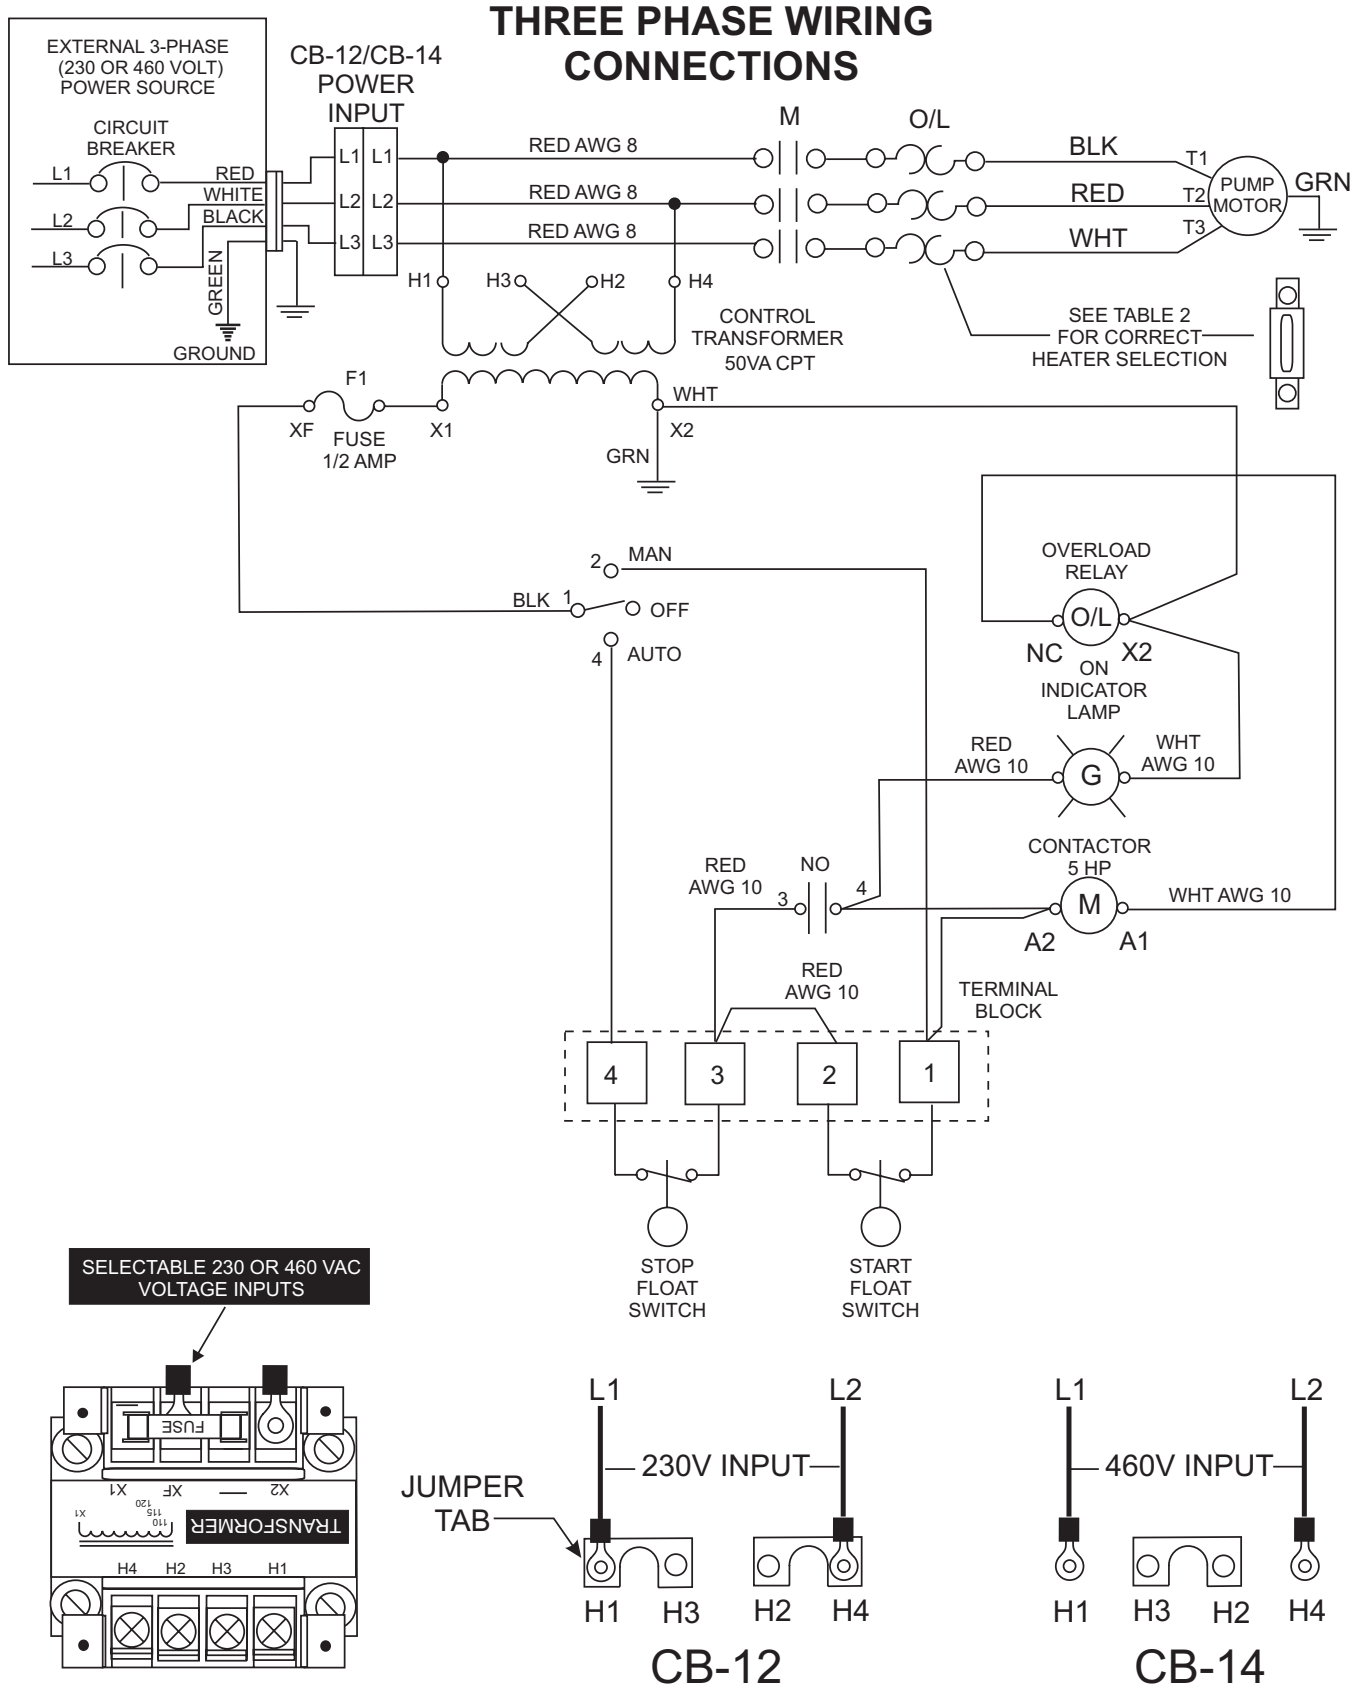 THREE PHASE WIRING
CONNECTIONS
EXTERNAL 3-PHASE
(230 OR 460 VOLT)
POWER SOURCE
CIRCUIT
BREAKER
L1
L2
L3
RED
WHITE
BLACK
GREEN
GROUND
CB-12/CB-14
POWER
INPUT
L1 L1
L2 L2
L3 L3
RED AWG 8
RED AWG 8
RED AWG 8
M
O/L
BLK
RED
WHT
T1
T2
T3
PUMP
MOTOR
GRN
H1
H3
H2
H4
CONTROL
TRANSFORMER
50VA CPT
SEE TABLE 2
FOR CORRECT
HEATER SELECTION
F1
XF
FUSE
1/2 AMP
X1
WHT
X2
GRN
2
MAN
BLK
1
OFF
4
AUTO
OVERLOAD
RELAY
O/L
NC
X2
ON
INDICATOR
LAMP
RED
AWG 10
G
WHT
AWG 10
CONTACTOR
5 HP
RED
AWG 10
NO
3
4
M
WHT AWG 10
A2
A1
RED
AWG 10
TERMINAL
BLOCK
4
3
2
1
STOP
FLOAT
SWITCH
START
FLOAT
SWITCH
SELECTABLE 230 OR 460 VAC
VOLTAGE INPUTS
FUSE
X1
XF
X2
X1
120
115
110
TRANSFORMER
H4
H2
H3
H1
L1
L2
230V INPUT
JUMPER
TAB
H1
H3
H2
H4
CB-12
L1
L2
460V INPUT
H1
H3
H2
H4
CB-14